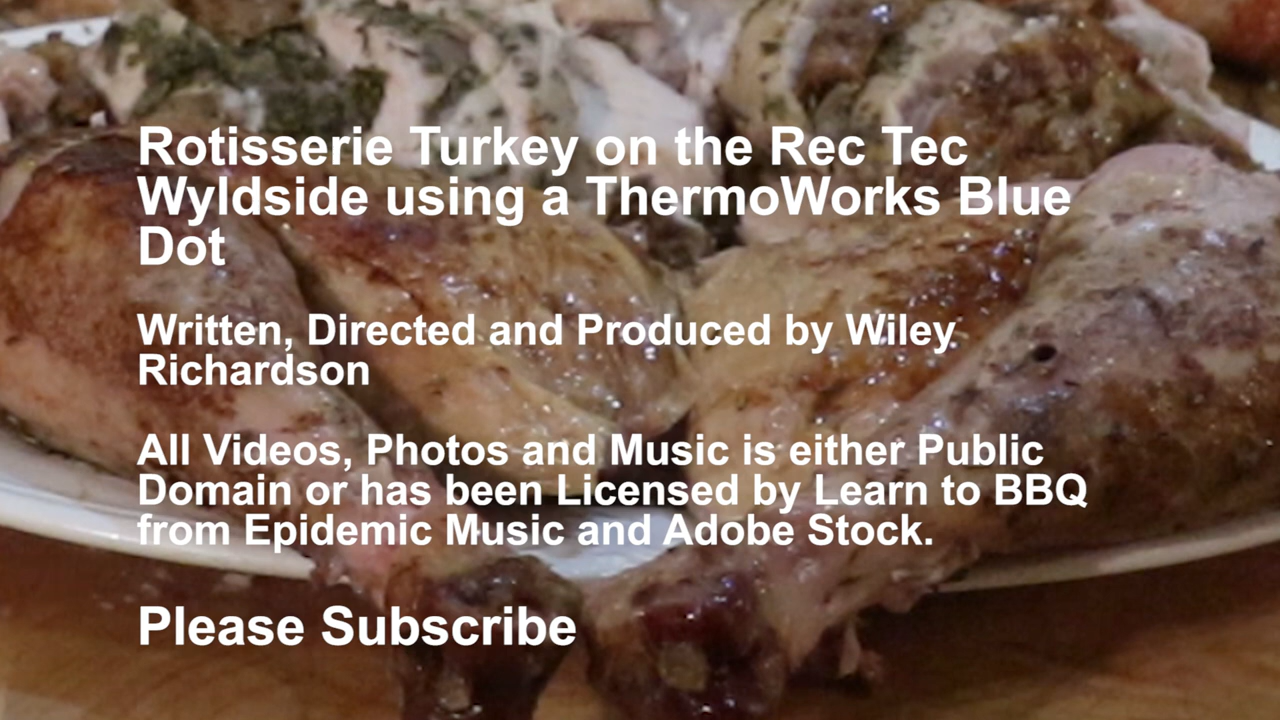 Rotisserie Turkey on the Rec Tec
Wyldside using a ThermoWorks Blue
Dot
Written, Directed and Produced by Wiley
Richardson
All Videos, Photos and Music is either Public
Domain or has been Licensed by Learn to BBQ
from Epidemic Music and Adobe Stock.
Please Subscribe